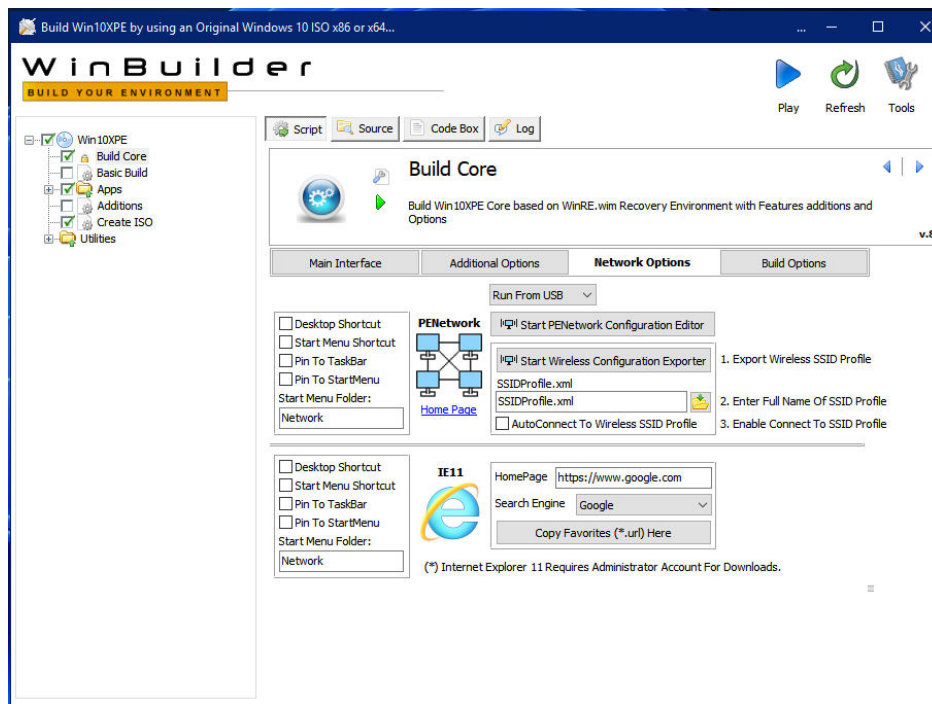 Build Win10XPE by using an Original Windows 10 ISO x86 or x64...
WinBuilder
BUILD YOUR ENVIRONMENT
Play
Refresh
Tools
Win10XPE
Build Core
Basic Build
Apps
Additions
Create ISO
Utilities
Script
Source
Code Box
Log
Build Core
Build Win10XPE Core based on WinRE.wim Recovery Environment with Features additions and
Options
Main Interface
Additional Options
Network Options
Build Options
Run From USB
Desktop Shortcut
Start Menu Shortcut
Pin To TaskBar
Pin To StartMenu
Start Menu Folder:
Network
PENetwork
Home Page
Start PENetwork Configuration Editor
Start Wireless Configuration Exporter
1. Export Wireless SSID Profile
SSIDProfile.xml
SSIDProfile.xml
2. Enter Full Name Of SSID Profile
AutoConnect To Wireless SSID Profile
3. Enable Connect To SSID Profile
Desktop Shortcut
Start Menu Shortcut
Pin To TaskBar
Pin To StartMenu
Start Menu Folder:
Network
IE11
HomePage https://www.google.com
Search Engine Google
Copy Favorites (*.url) Here
(*) Internet Explorer 11 Requires Administrator Account For Downloads.